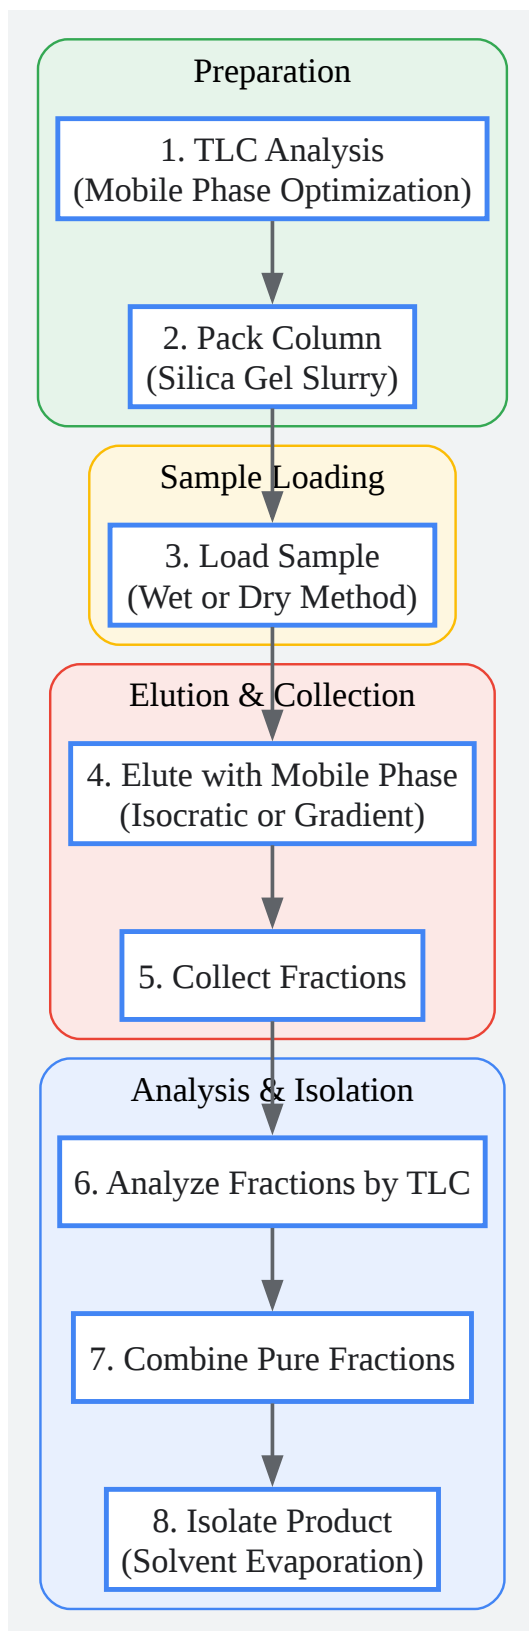 Preparation
1. TLC Analysis
(Mobile Phase Optimization)
2. Pack Column
(Silica Gel Slurry)
Sample Loading
3. Load Sample
(Wet or Dry Method)
Elution & Collection
4. Elute with Mobile Phase
(Isocratic or Gradient)
5. Collect Fractions
Analysis & Isolation
6. Analyze Fractions by TLC
7. Combine Pure Fractions
8. Isolate Product
(Solvent Evaporation)